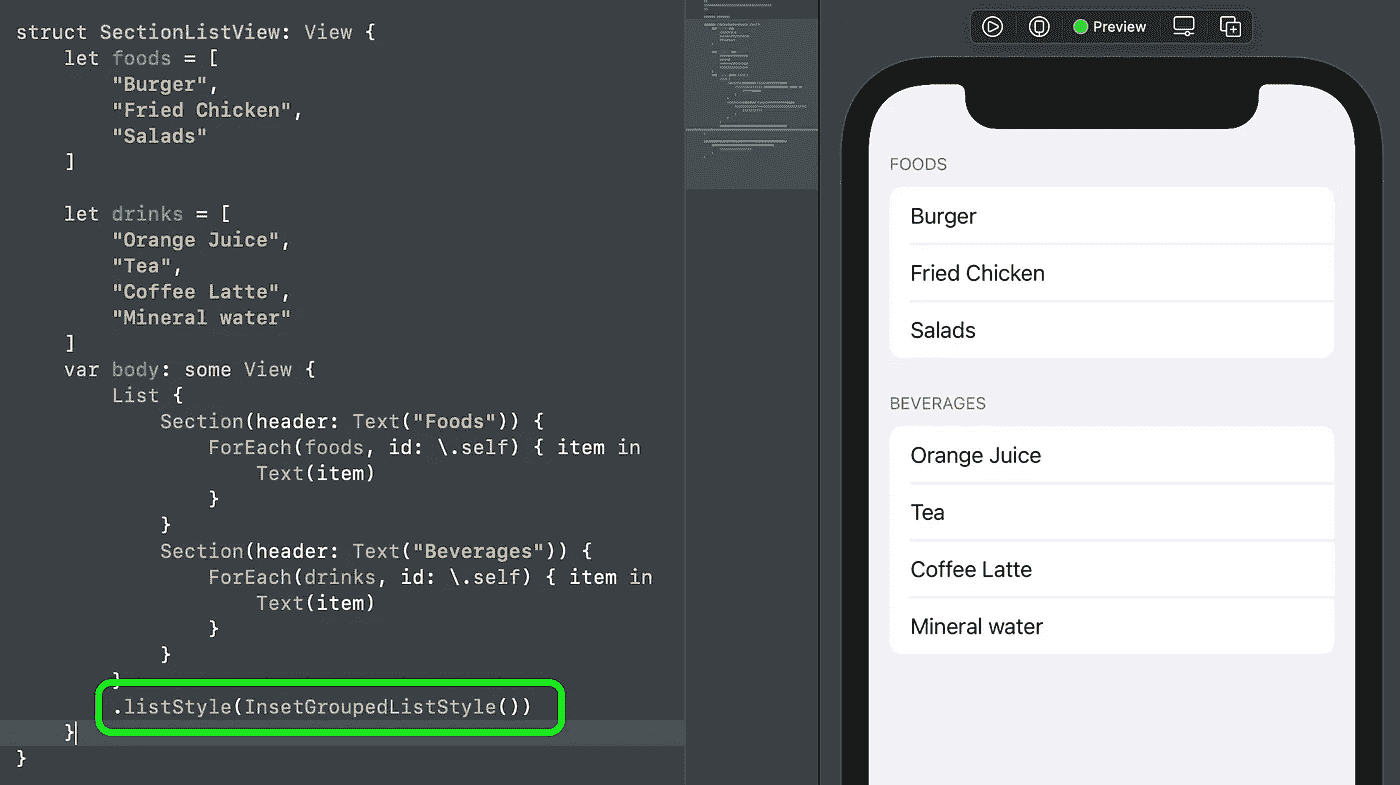 struct SectionListView: View {
    let foods = [
        "Burger",
        "Fried Chicken",
        "Salads"
    ]
    let drinks = [
        "Orange Juice",
        "Tea",
        "Coffee Latte",
        "Mineral water"
    ]
    var body: some View {
        List {
            Section(header: Text("Foods")) {
                ForEach(foods, id: \.self) { item in
                    Text(item)
                }
            }
            Section(header: Text("Beverages")) {
                ForEach(drinks, id: \.self) { item in
                    Text(item)
                }
            }
        }
        .listStyle(InsetGroupedListStyle())
    }
}
Preview
FOODS
Burger
Fried Chicken
Salads
BEVERAGES
Orange Juice
Tea
Coffee Latte
Mineral water